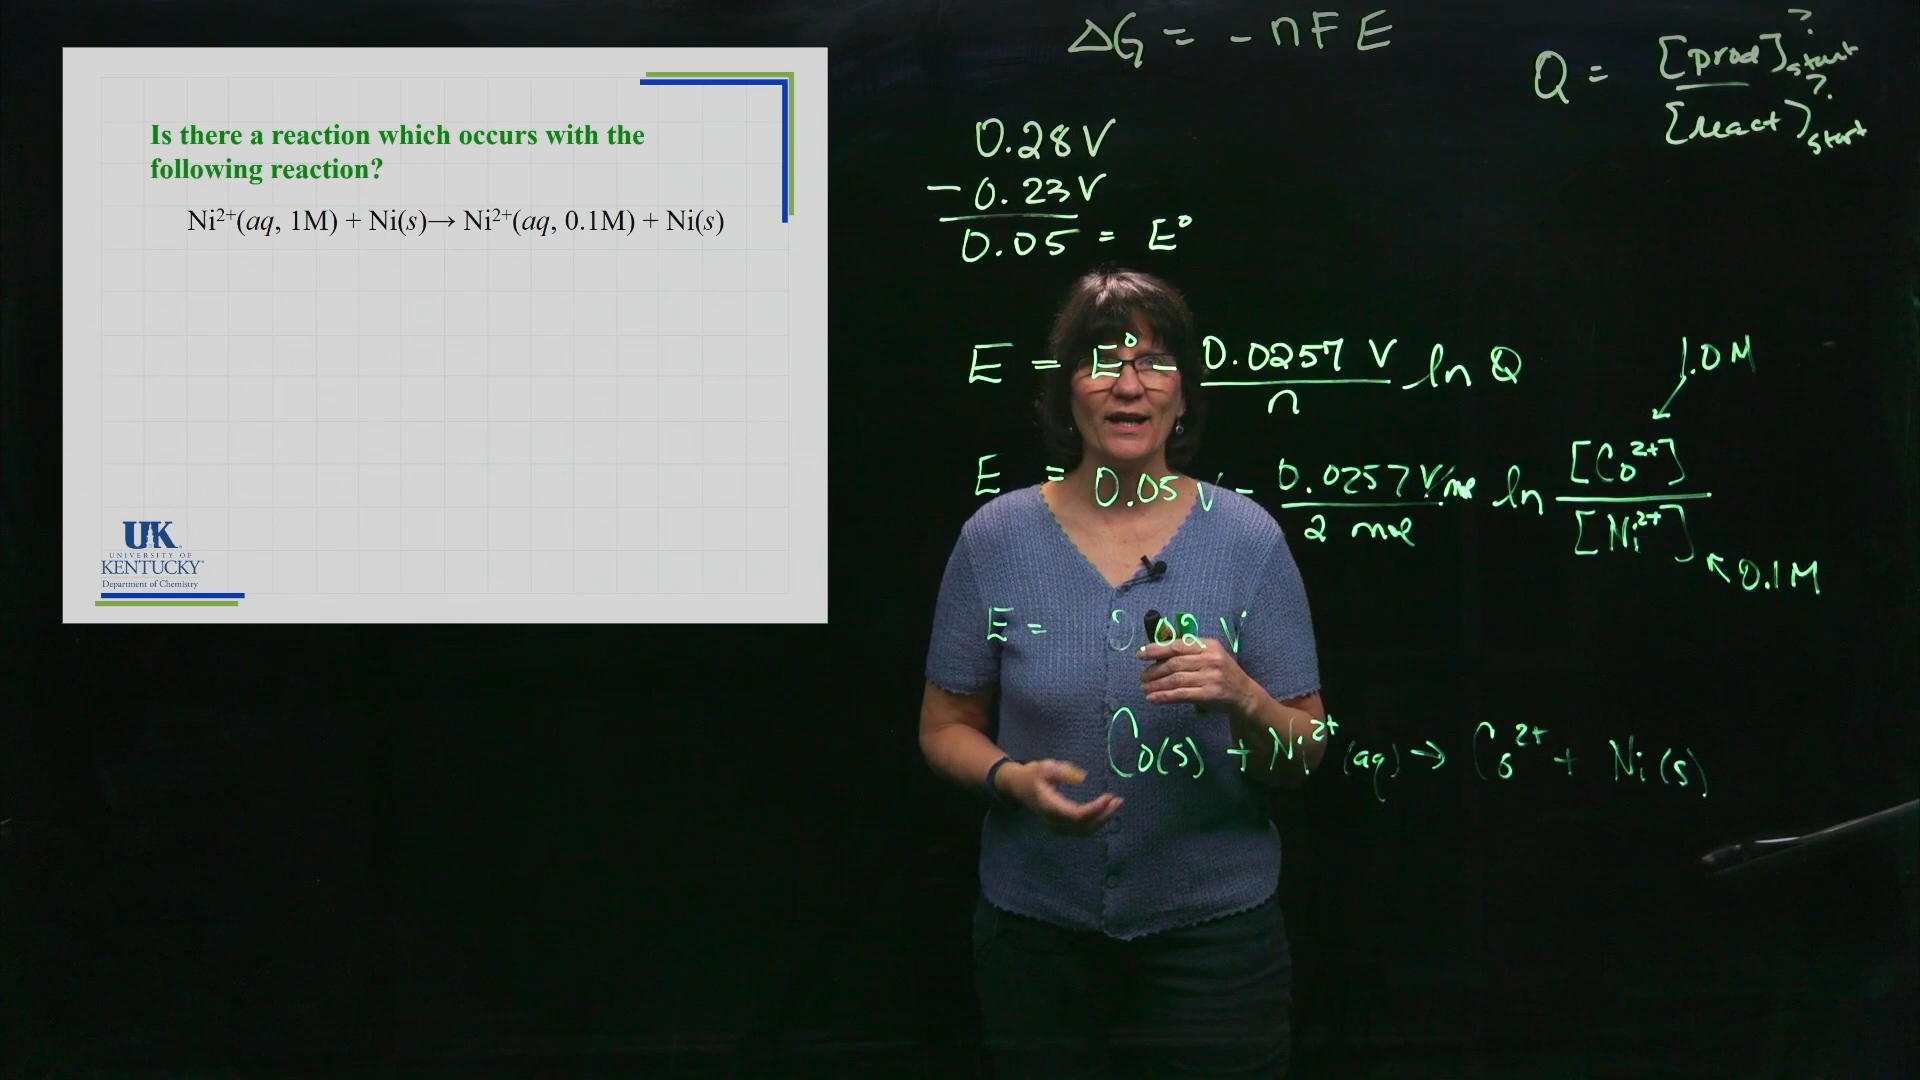 Is there a reaction which occurs with the
following reaction?
Ni²⁺(aq, 1M) + Ni(s)→ Ni²⁺(aq, 0.1M) + Ni(s)
UK
UNIVERSITY OF
KENTUCKY
Department of Chemistry
ΔG = - nFE
Q = [prod]start? / [react]start?
0.28 V
- 0.23 V
0.05 = E°
E = E° - 0.0257 V / n ln Q
1.0 M
E = 0.05 V - 0.0257 V mol / 2 mol ln [Co²⁺] / [Ni²⁺]
0.1M
E = 0.02 V
Co(s) + Ni²⁺(aq) → Co²⁺ + Ni(s)